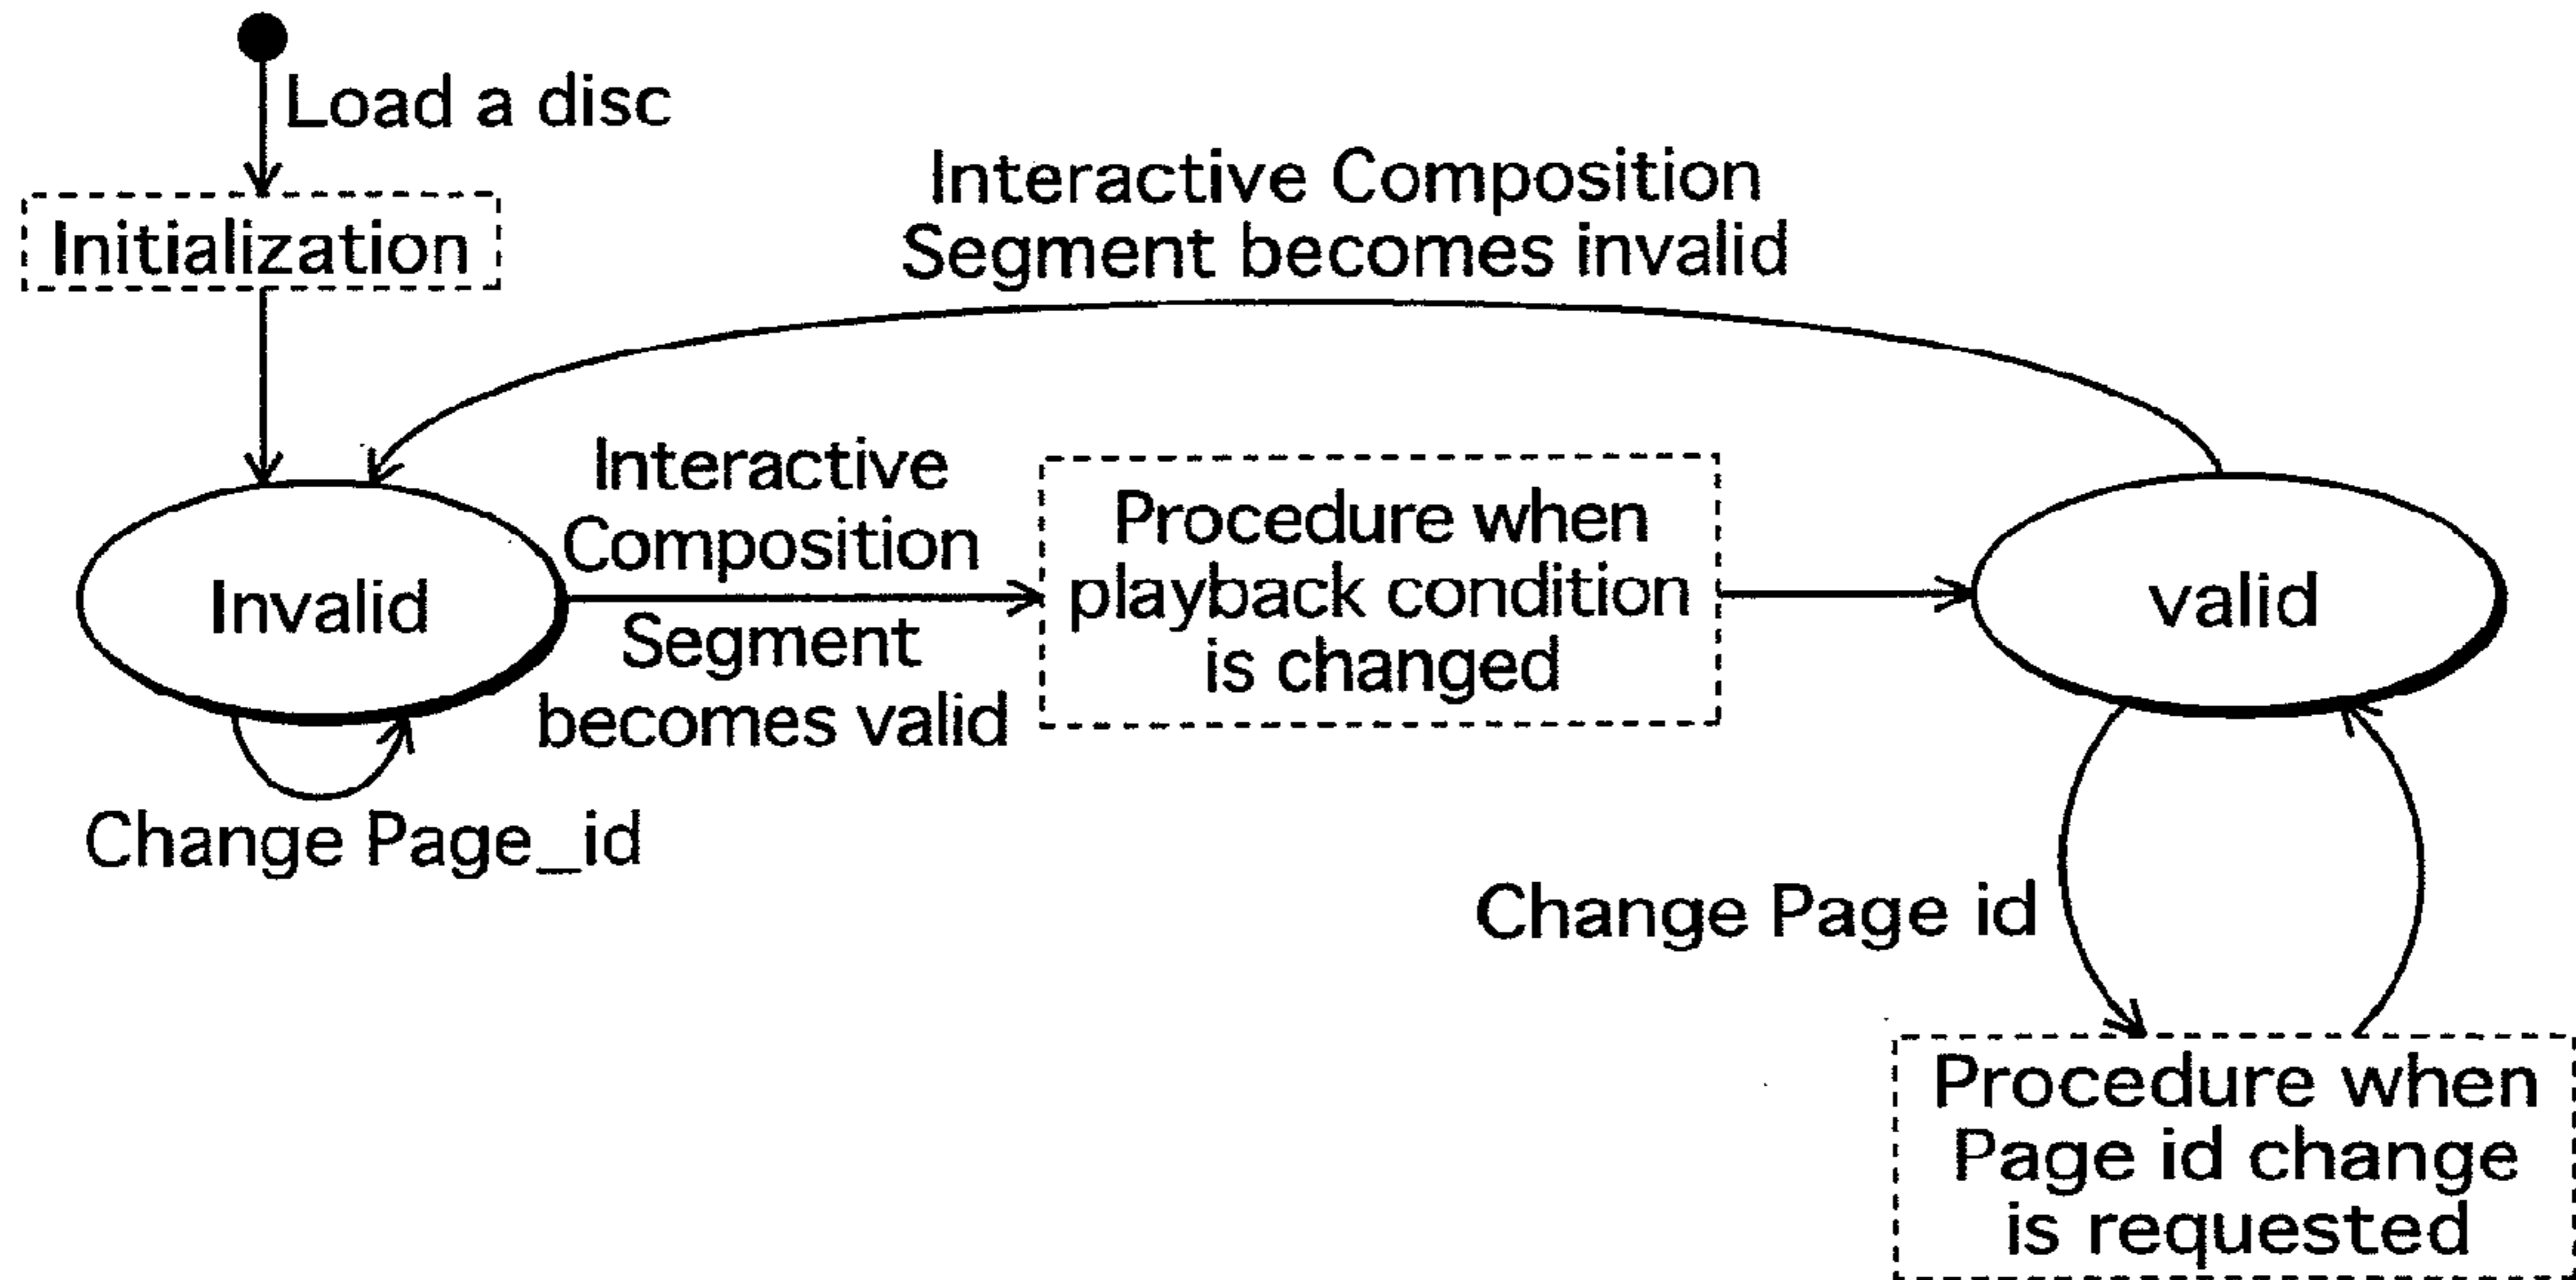 Load a disc
Initialization
Interactive Composition
Segment becomes invalid
Invalid
Interactive
Composition
Segment
becomes valid
Procedure when
playback condition
is changed
valid
Change Page_id
Change Page id
Procedure when
Page id change
is requested